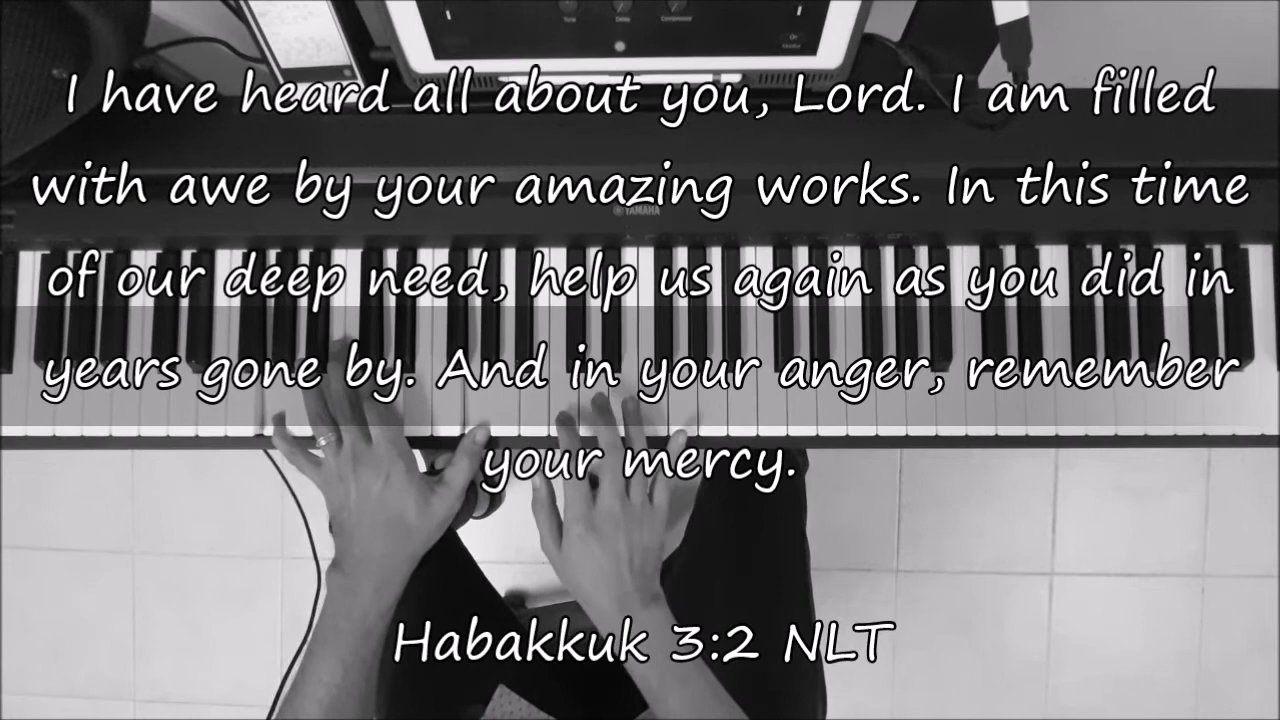 I have heard all about you, Lord. I am filled
with awe by your amazing works. In this time
of our deep need, help us again as you did in
years gone by. And in your anger, remember
your mercy.
Habakkuk 3:2 NLT
YAMAHA